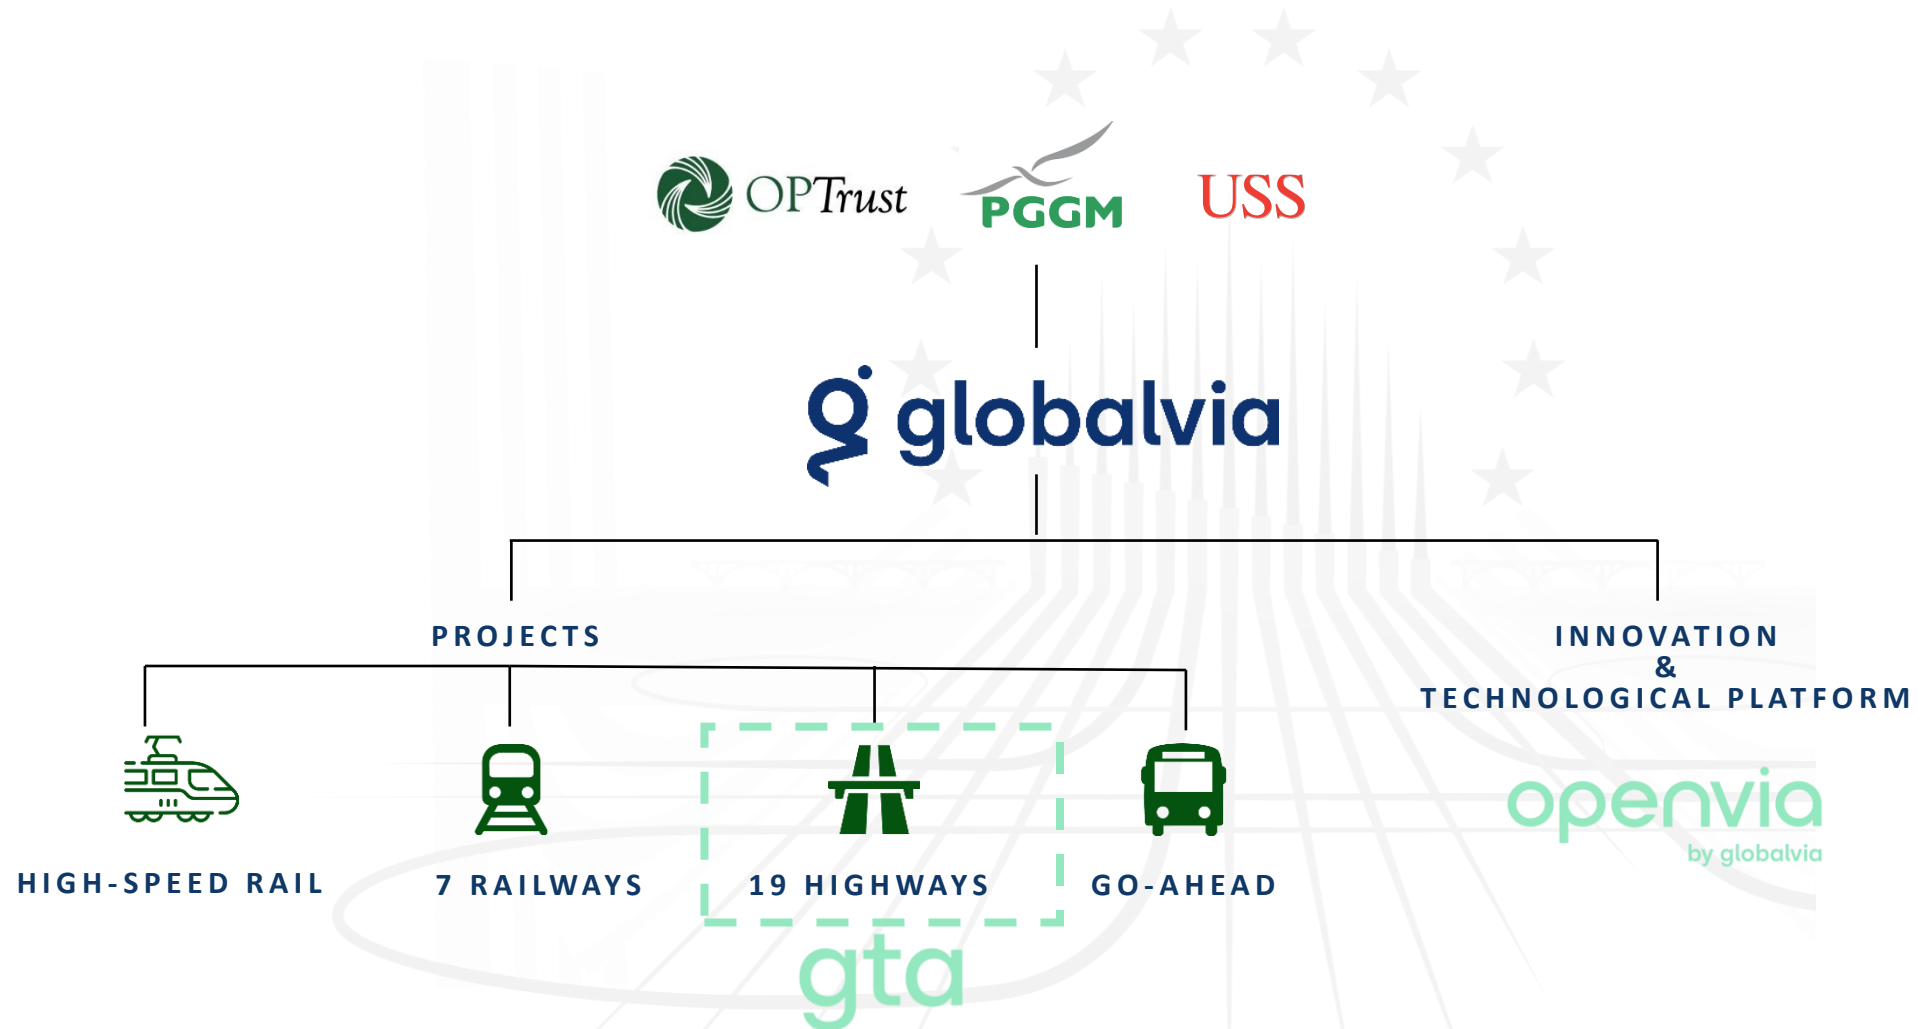 OPTrust
PGGM
USS
globalvia
PROJECTS
INNOVATION
&
TECHNOLOGICAL PLATFORM
HIGH-SPEED RAIL
7 RAILWAYS
19 HIGHWAYS
GO-AHEAD
openvia
by globalvia
gta